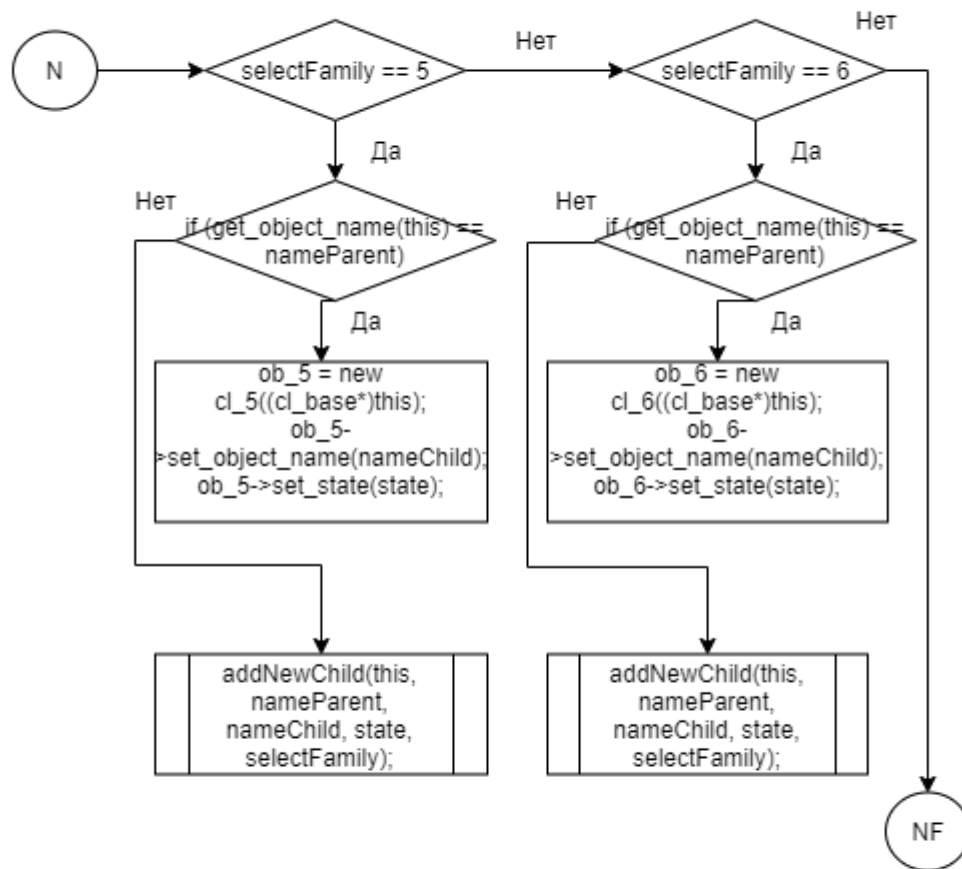 Нет
Нет
N
selectFamily == 5
selectFamily == 6
Да
Да
Нет
Нет
if (get_object_name(this) ==
nameParent)
if (get_object_name(this) ==
nameParent)
Да
Да
ob_5 = new
cl_5((cl_base*)this);
ob_5-
>set_object_name(nameChild);
ob_5->set_state(state);
ob_6 = new
cl_6((cl_base*)this);
ob_6-
>set_object_name(nameChild);
ob_6->set_state(state);
addNewChild(this,
nameParent,
nameChild, state,
selectFamily);
addNewChild(this,
nameParent,
nameChild, state,
selectFamily);
NF